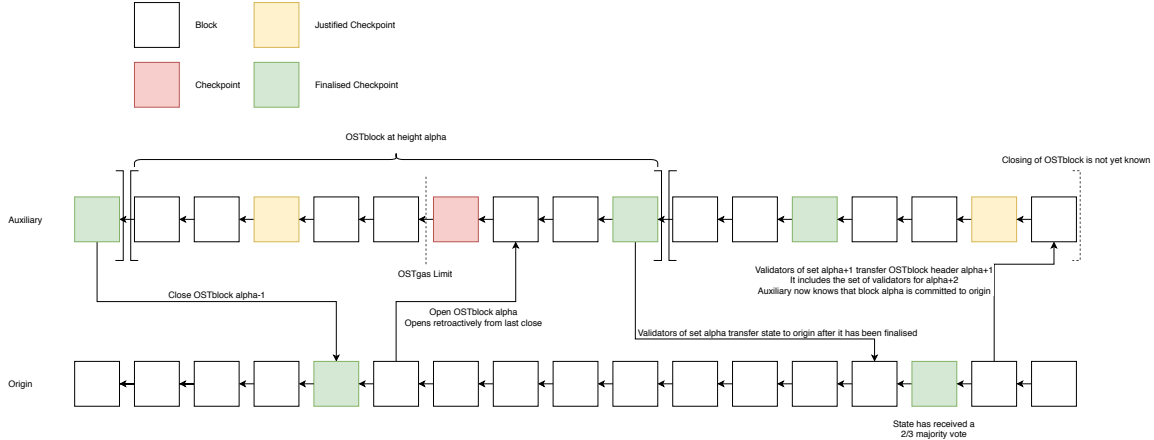 Block
Justified Checkpoint
Checkpoint
Finalised Checkpoint
OSTblock at height alpha
Closing of OSTblock is not yet known
Auxiliary
OSTgas Limit
Validators of set alpha+1 transfer OSTblock header alpha+1
It includes the set of validators for alpha+2
Auxiliary now knows that block alpha is committed to origin
Close OSTblock alpha-1
Open OSTblock alpha
Opens retroactively from last close
Validators of set alpha transfer state to origin after it has been finalised
Origin
State has received a
2/3 majority vote